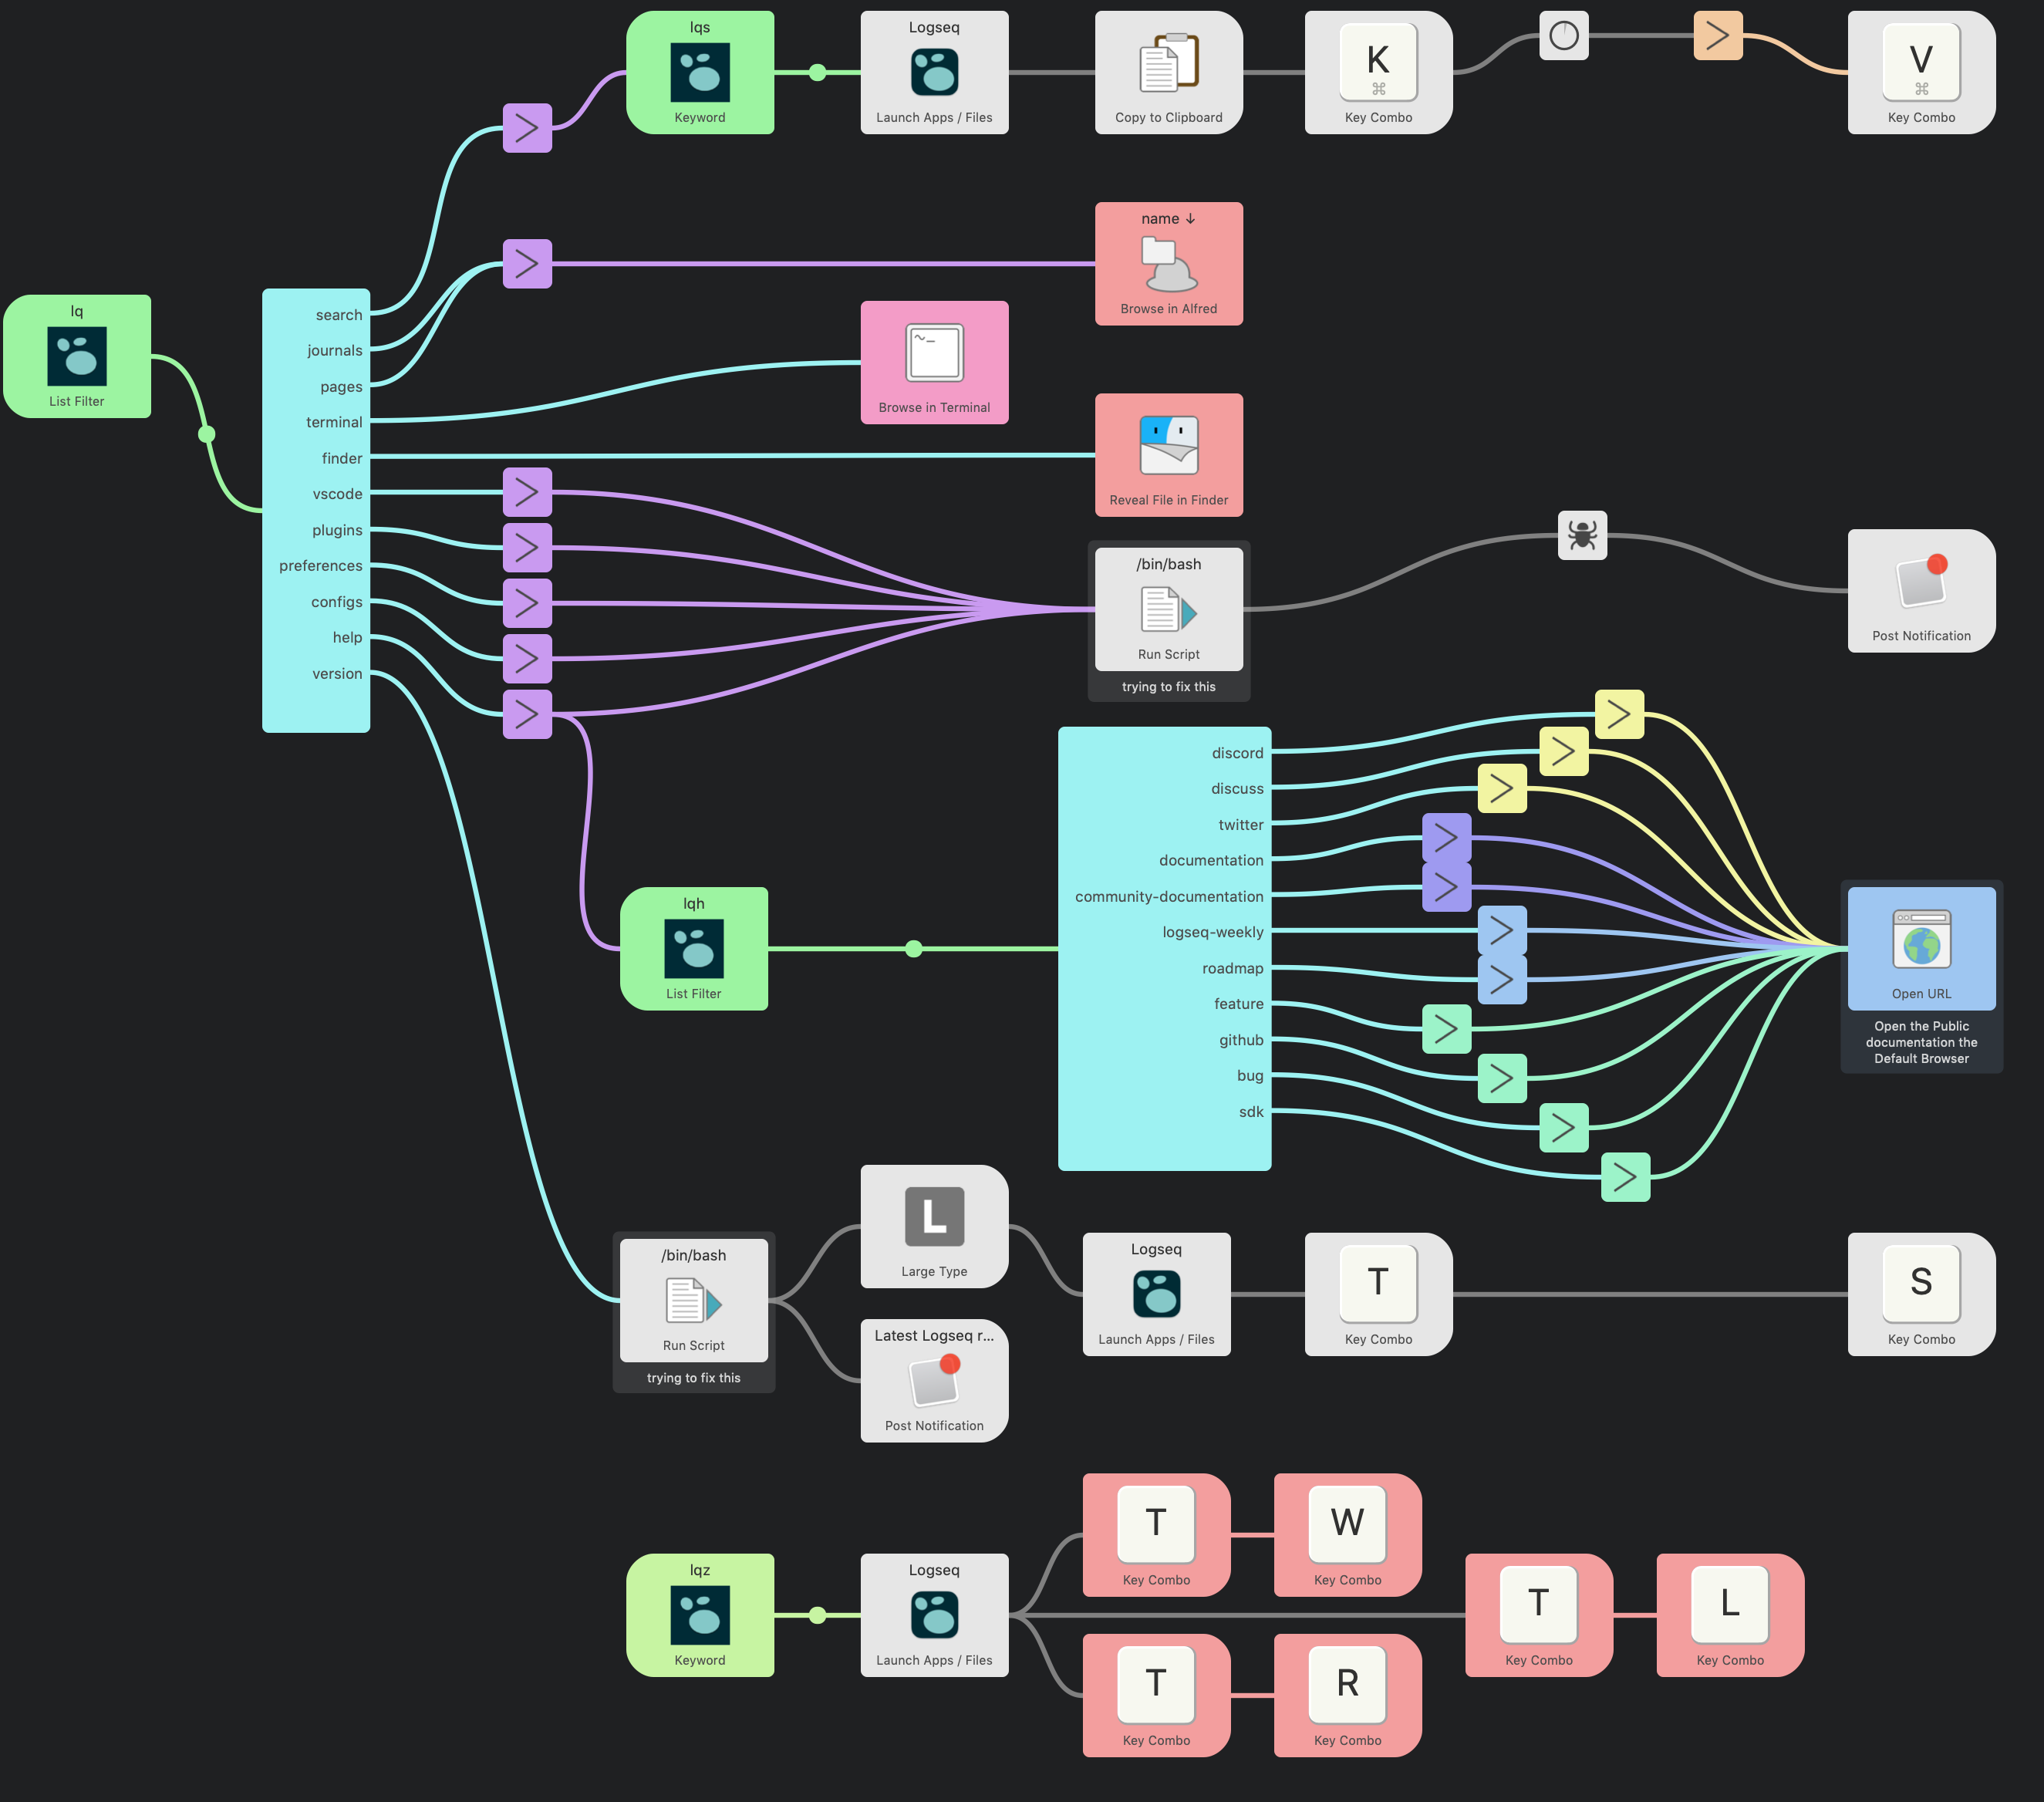 lqs
Keyword
Logseq
Launch Apps / Files
Copy to Clipboard
K
⌘
Key Combo
V
⌘
Key Combo
name ↓
Browse in Alfred
lq
List Filter
search
journals
pages
terminal
finder
vscode
plugins
preferences
configs
help
version
~_
Browse in Terminal
Reveal File in Finder
/bin/bash
Run Script
trying to fix this
Post Notification
discord
discuss
twitter
documentation
community-documentation
logseq-weekly
roadmap
feature
github
bug
sdk
lqh
List Filter
Open URL
Open the Public
documentation the
Default Browser
/bin/bash
Run Script
trying to fix this
L
Large Type
Latest Logseq r...
Post Notification
Logseq
Launch Apps / Files
T
Key Combo
S
Key Combo
lqz
Keyword
Logseq
Launch Apps / Files
T
Key Combo
W
Key Combo
T
Key Combo
L
Key Combo
T
Key Combo
R
Key Combo